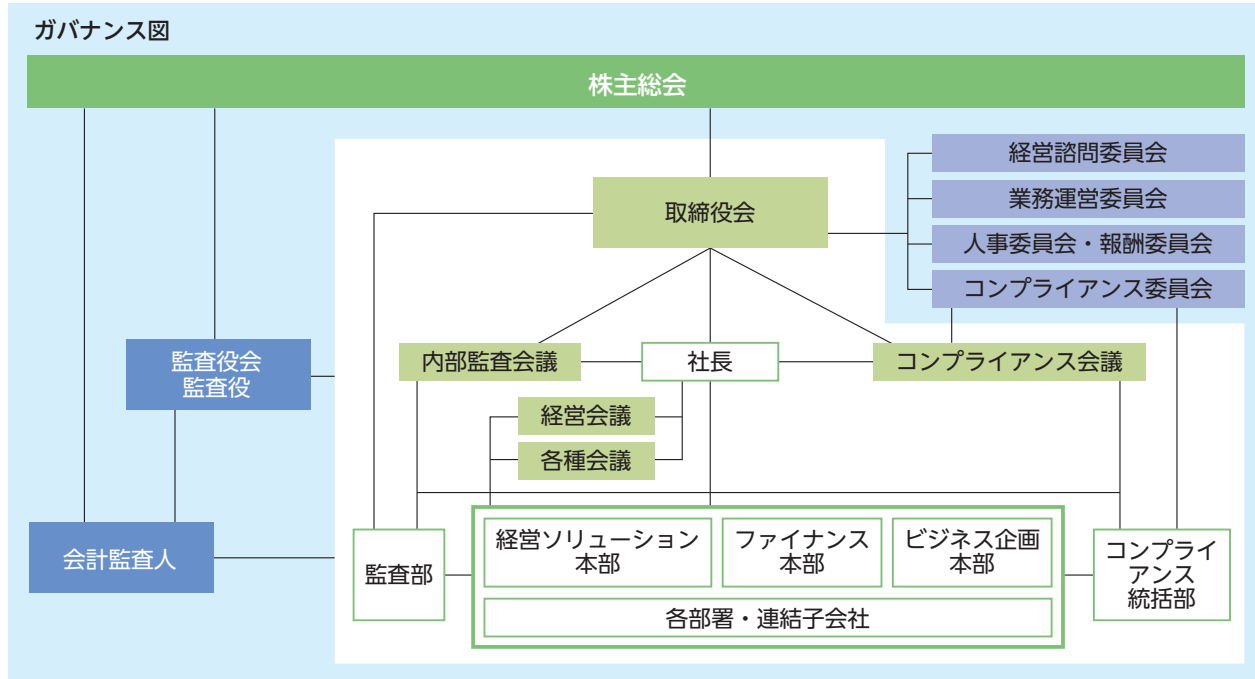 ガバナンス図
株主総会
経営諮問委員会
業務運営委員会
取締役会
人事委員会・報酬委員会
コンプライアンス委員会
監査役会
監査役
内部監査会議
社長
コンプライアンス会議
経営会議
各種会議
会計監査人
監査部
経営ソリューション
本部
ファイナンス
本部
ビジネス企画
本部
各部署・連結子会社
コンプライ
アンス
統括部